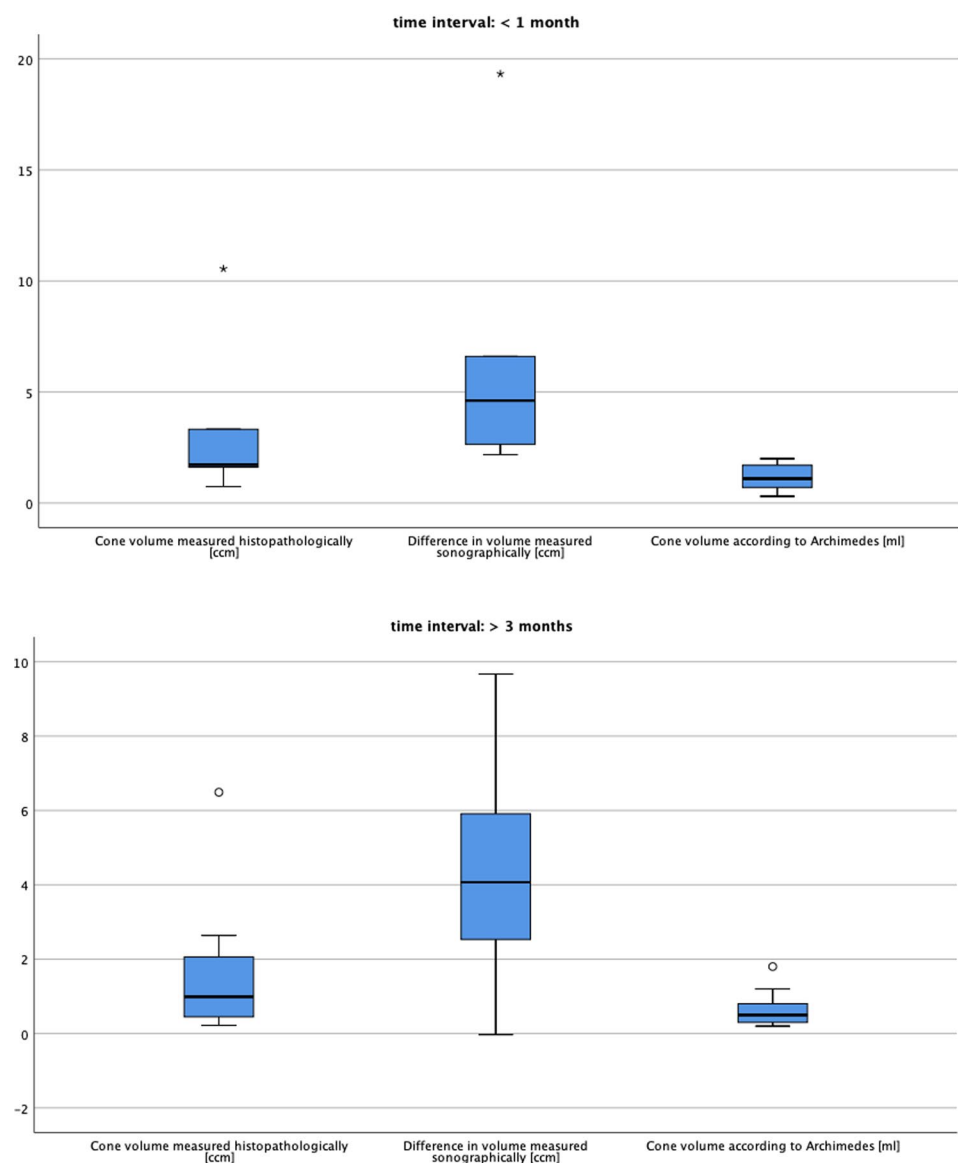 time interval: < 1 month
20
*
15
10
*
5
0
Cone volume measured histopathologically
[ccm]
Difference in volume measured
sonographically [ccm]
Cone volume according to Archimedes [ml]
time interval: > 3 months
10
8
6
4
2
0
-2
Cone volume measured histopathologically
[ccm]
Difference in volume measured
sonographically [ccm]
Cone volume according to Archimedes [ml]